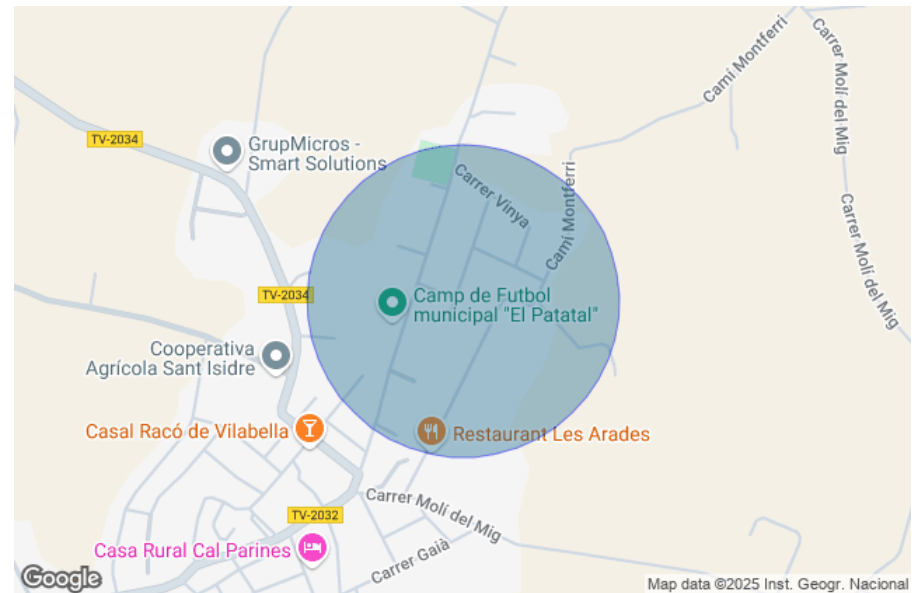 Camí Montferri
Carrer Molí del Mig
TV-2034
GrupMicros -
Smart Solutions
Carrer Vinya
Camí Montferri
Carrer Molí del Mig
TV-2034
Camp de Futbol
municipal "El Patatal"
Cooperativa
Agrícola Sant Isidre
Casal Racó de Vilabella
Restaurant Les Arades
Carrer Molí del Mig
TV-2032
Casa Rural Cal Parines
Carrer Gaià
Google
Map data ©2025 Inst. Geogr. Nacional